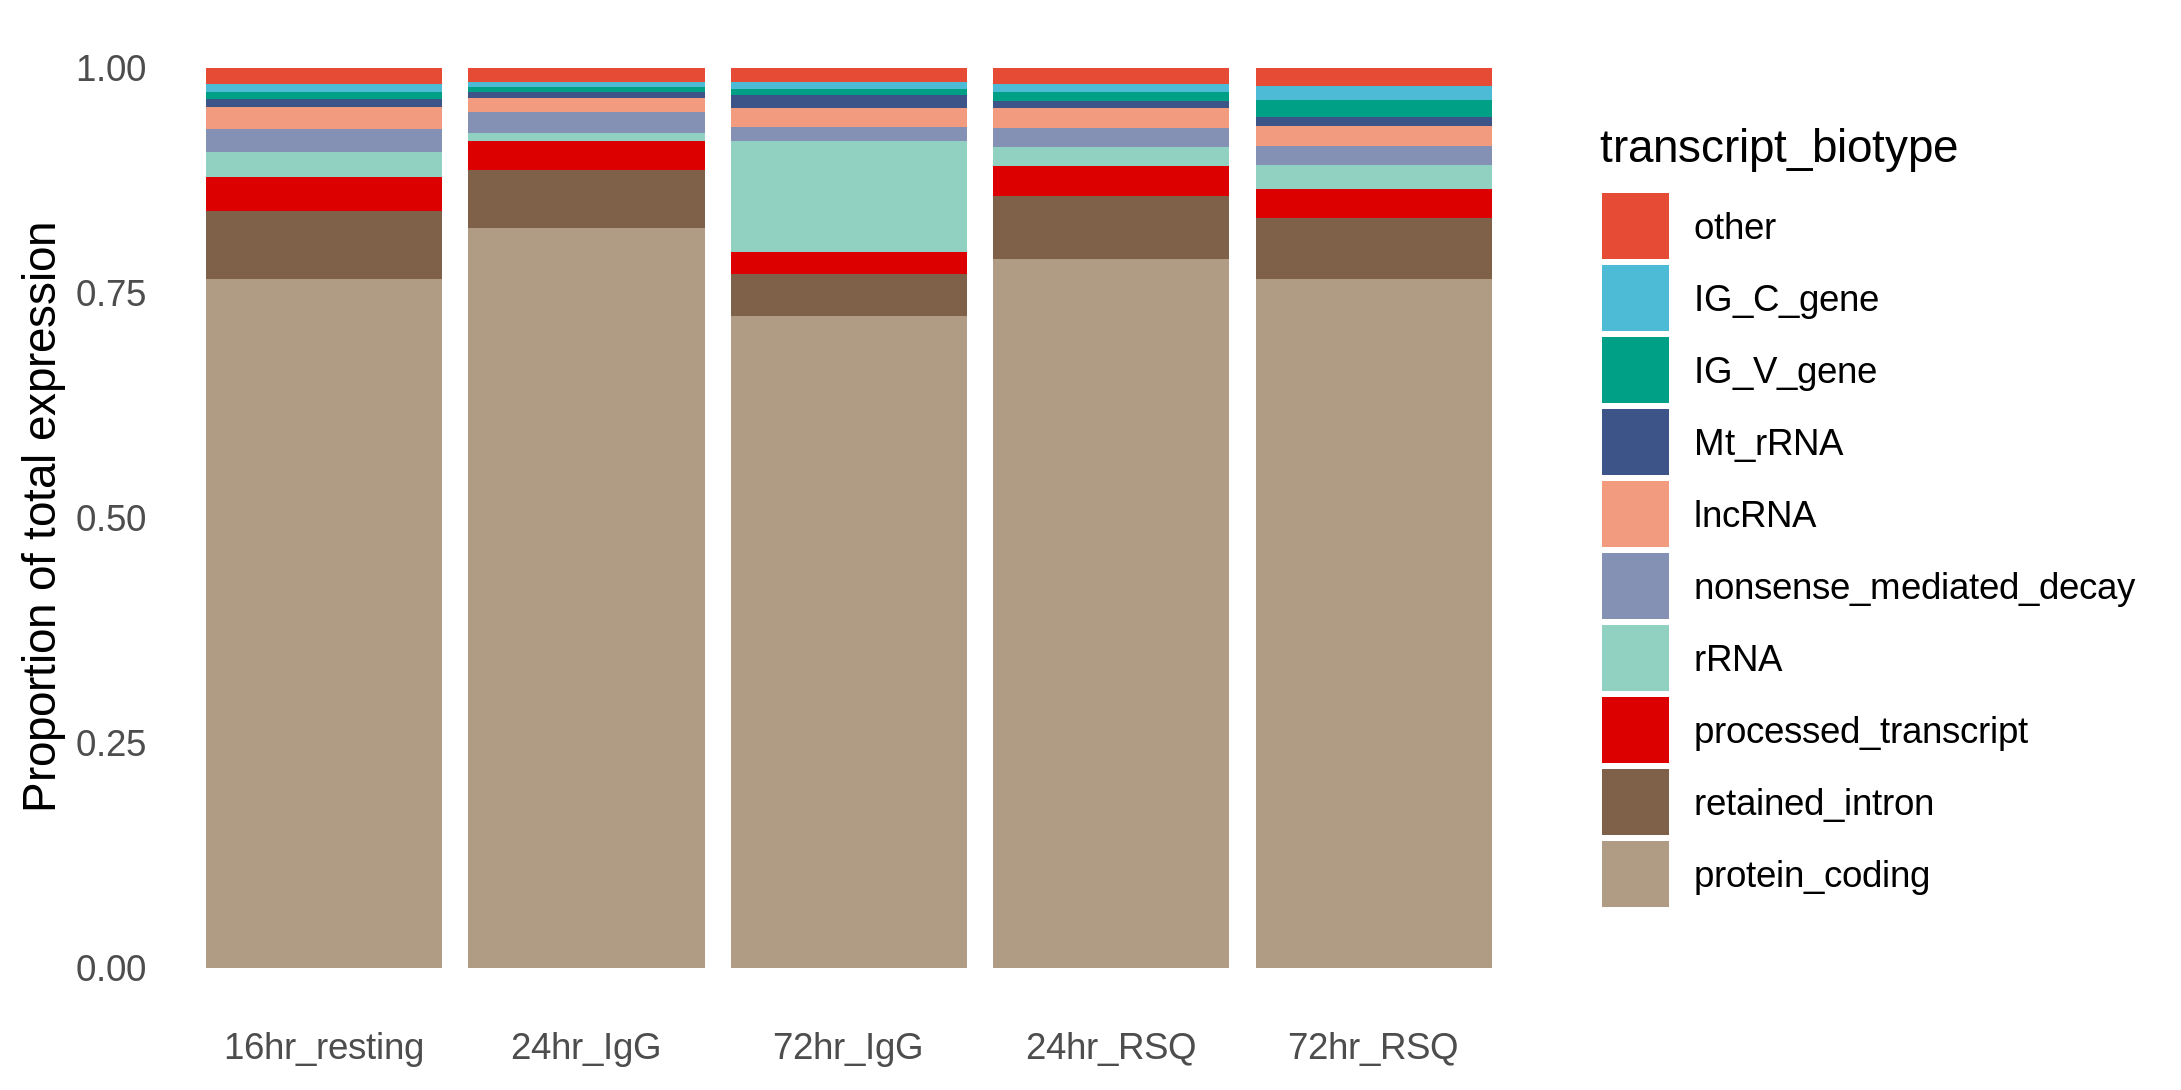 Proportion of total expression
1.00
0.75
0.50
0.25
0.00
16hr_resting
24hr_IgG
72hr_IgG
24hr_RSQ
72hr_RSQ
transcript_biotype
other
IG_C_gene
IG_V_gene
Mt_rRNA
lncRNA
nonsense_mediated_decay
rRNA
processed_transcript
retained_intron
protein_coding